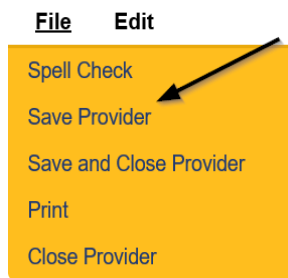 File Edit
Spell Check
Save Provider
Save and Close Provider
Print
Close Provider